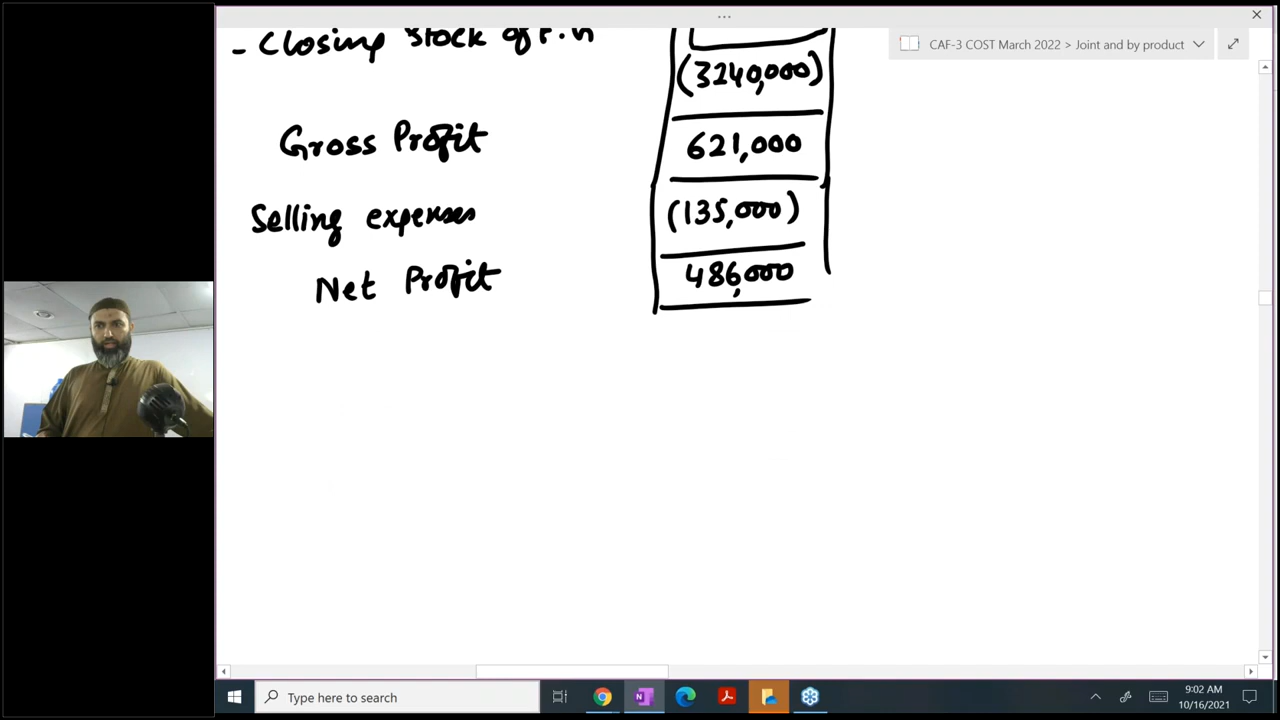 ...
- Closing stock of F.G
CAF-3 COST March 2022 > Joint and by product
(3240,000)
Gross Profit 621,000
Selling expenses (135,000)
Net Profit 486,000
Type here to search
9:02 AM
10/16/2021